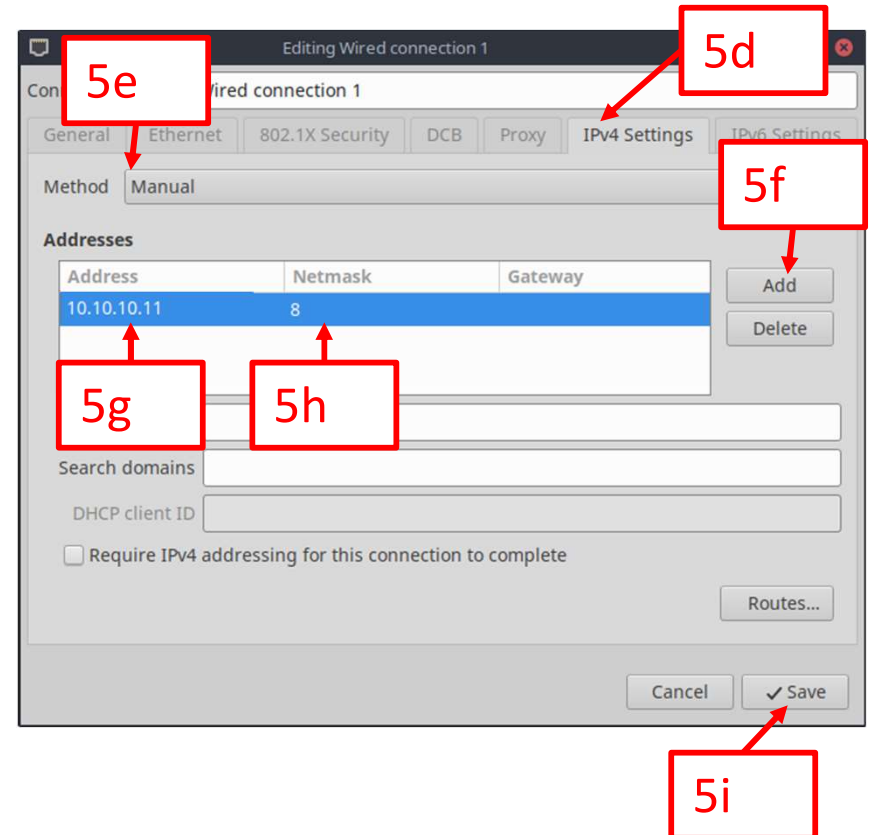 Editing Wired connection 1
5d
5e
Con
ired connection 1
General Ethernet 802.1X Security DCB Proxy IPv4 Settings IPv6 Settings
Method Manual
5f
Addresses
Address Netmask Gateway
Add
10.10.10.11 8
Delete
5g
5h
Search domains
DHCP client ID
Require IPv4 addressing for this connection to complete
Routes...
Cancel Save
5i